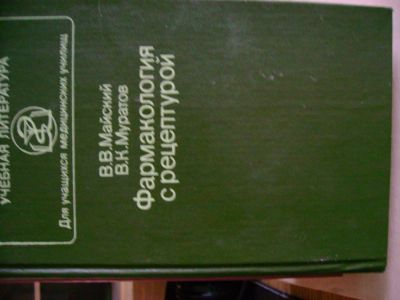 УЧЕБНАЯ ЛИТЕРАТУРА
Для учащихся медицинских училищ
В.В.Майский
В.К.Муратов
Фармакология
с рецептурой